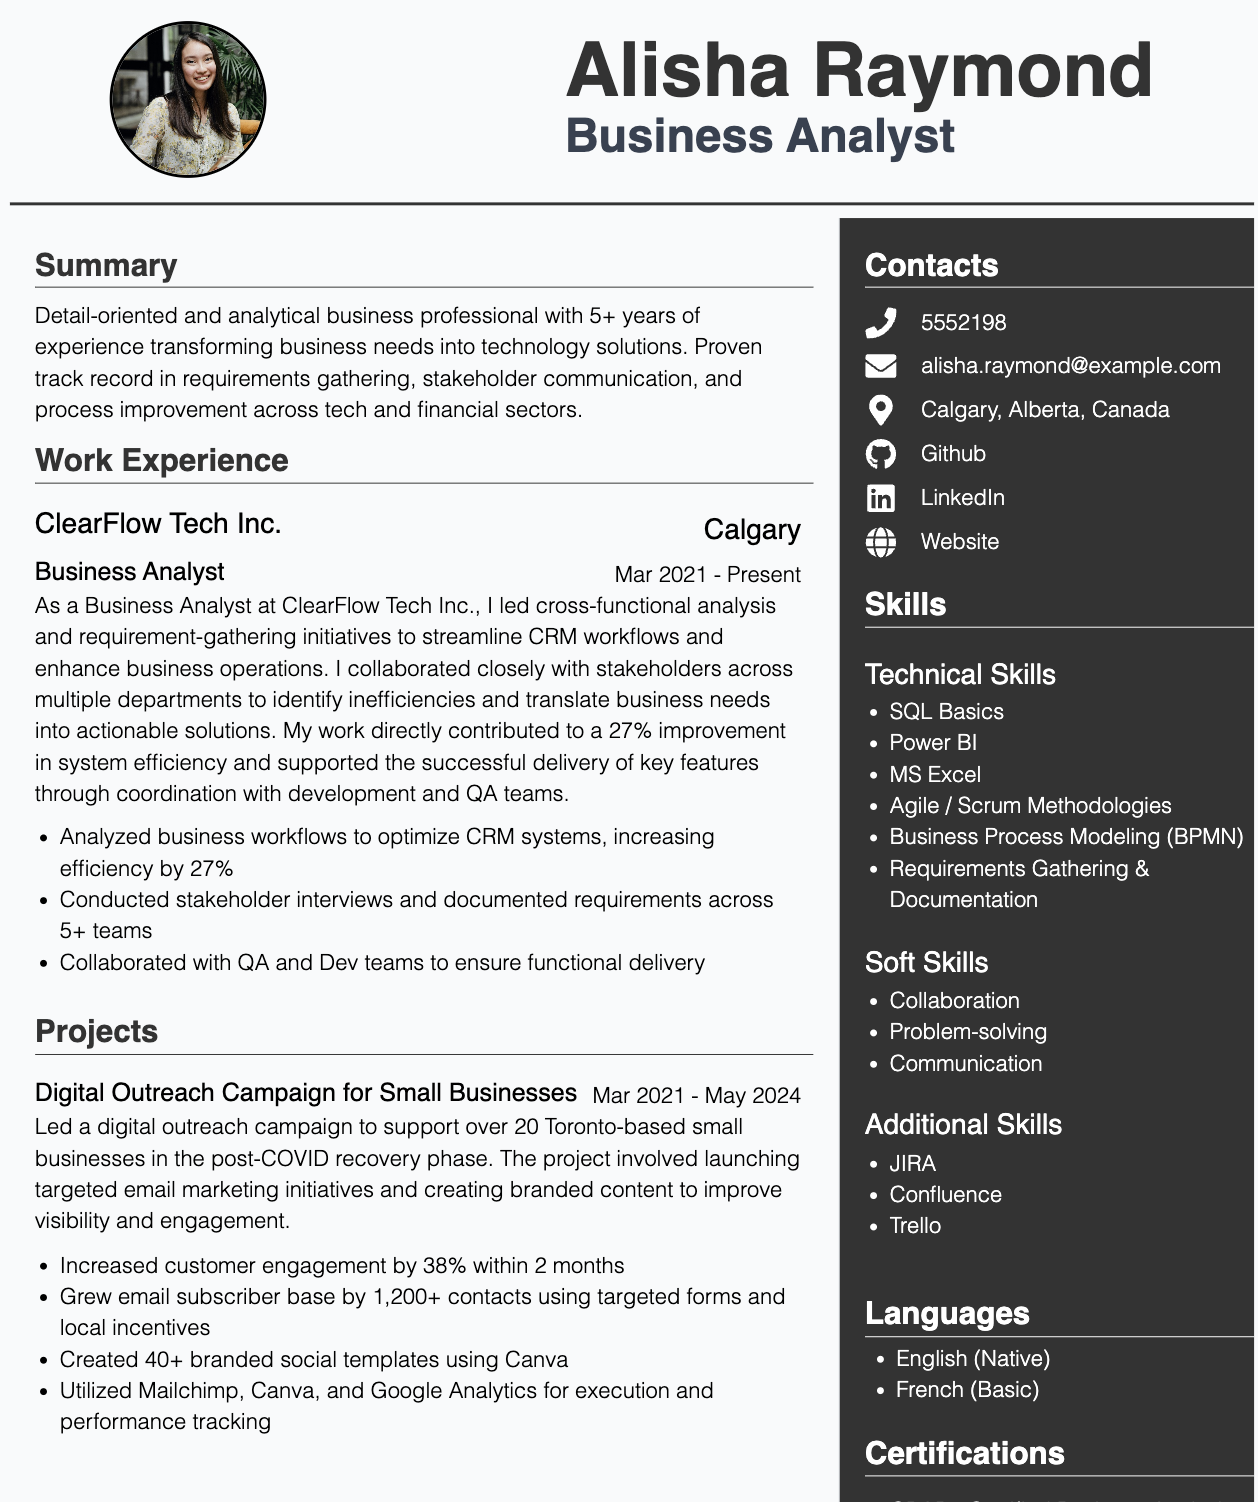 Alisha Raymond
Business Analyst
Summary
Detail-oriented and analytical business professional with 5+ years of
experience transforming business needs into technology solutions. Proven
track record in requirements gathering, stakeholder communication, and
process improvement across tech and financial sectors.
Work Experience
ClearFlow Tech Inc.
Calgary
Business Analyst
Mar 2021 - Present
As a Business Analyst at ClearFlow Tech Inc., I led cross-functional analysis
and requirement-gathering initiatives to streamline CRM workflows and
enhance business operations. I collaborated closely with stakeholders across
multiple departments to identify inefficiencies and translate business needs
into actionable solutions. My work directly contributed to a 27% improvement
in system efficiency and supported the successful delivery of key features
through coordination with development and QA teams.
• Analyzed business workflows to optimize CRM systems, increasing
efficiency by 27%
• Conducted stakeholder interviews and documented requirements across
5+ teams
• Collaborated with QA and Dev teams to ensure functional delivery
Projects
Digital Outreach Campaign for Small Businesses
Mar 2021 - May 2024
Led a digital outreach campaign to support over 20 Toronto-based small
businesses in the post-COVID recovery phase. The project involved launching
targeted email marketing initiatives and creating branded content to improve
visibility and engagement.
• Increased customer engagement by 38% within 2 months
• Grew email subscriber base by 1,200+ contacts using targeted forms and
local incentives
• Created 40+ branded social templates using Canva
• Utilized Mailchimp, Canva, and Google Analytics for execution and
performance tracking
Contacts
5552198
alisha.raymond@example.com
Calgary, Alberta, Canada
Github
LinkedIn
Website
Skills
Technical Skills
• SQL Basics
• Power BI
• MS Excel
• Agile / Scrum Methodologies
• Business Process Modeling (BPMN)
• Requirements Gathering &
Documentation
Soft Skills
• Collaboration
• Problem-solving
• Communication
Additional Skills
• JIRA
• Confluence
• Trello
Languages
• English (Native)
• French (Basic)
Certifications